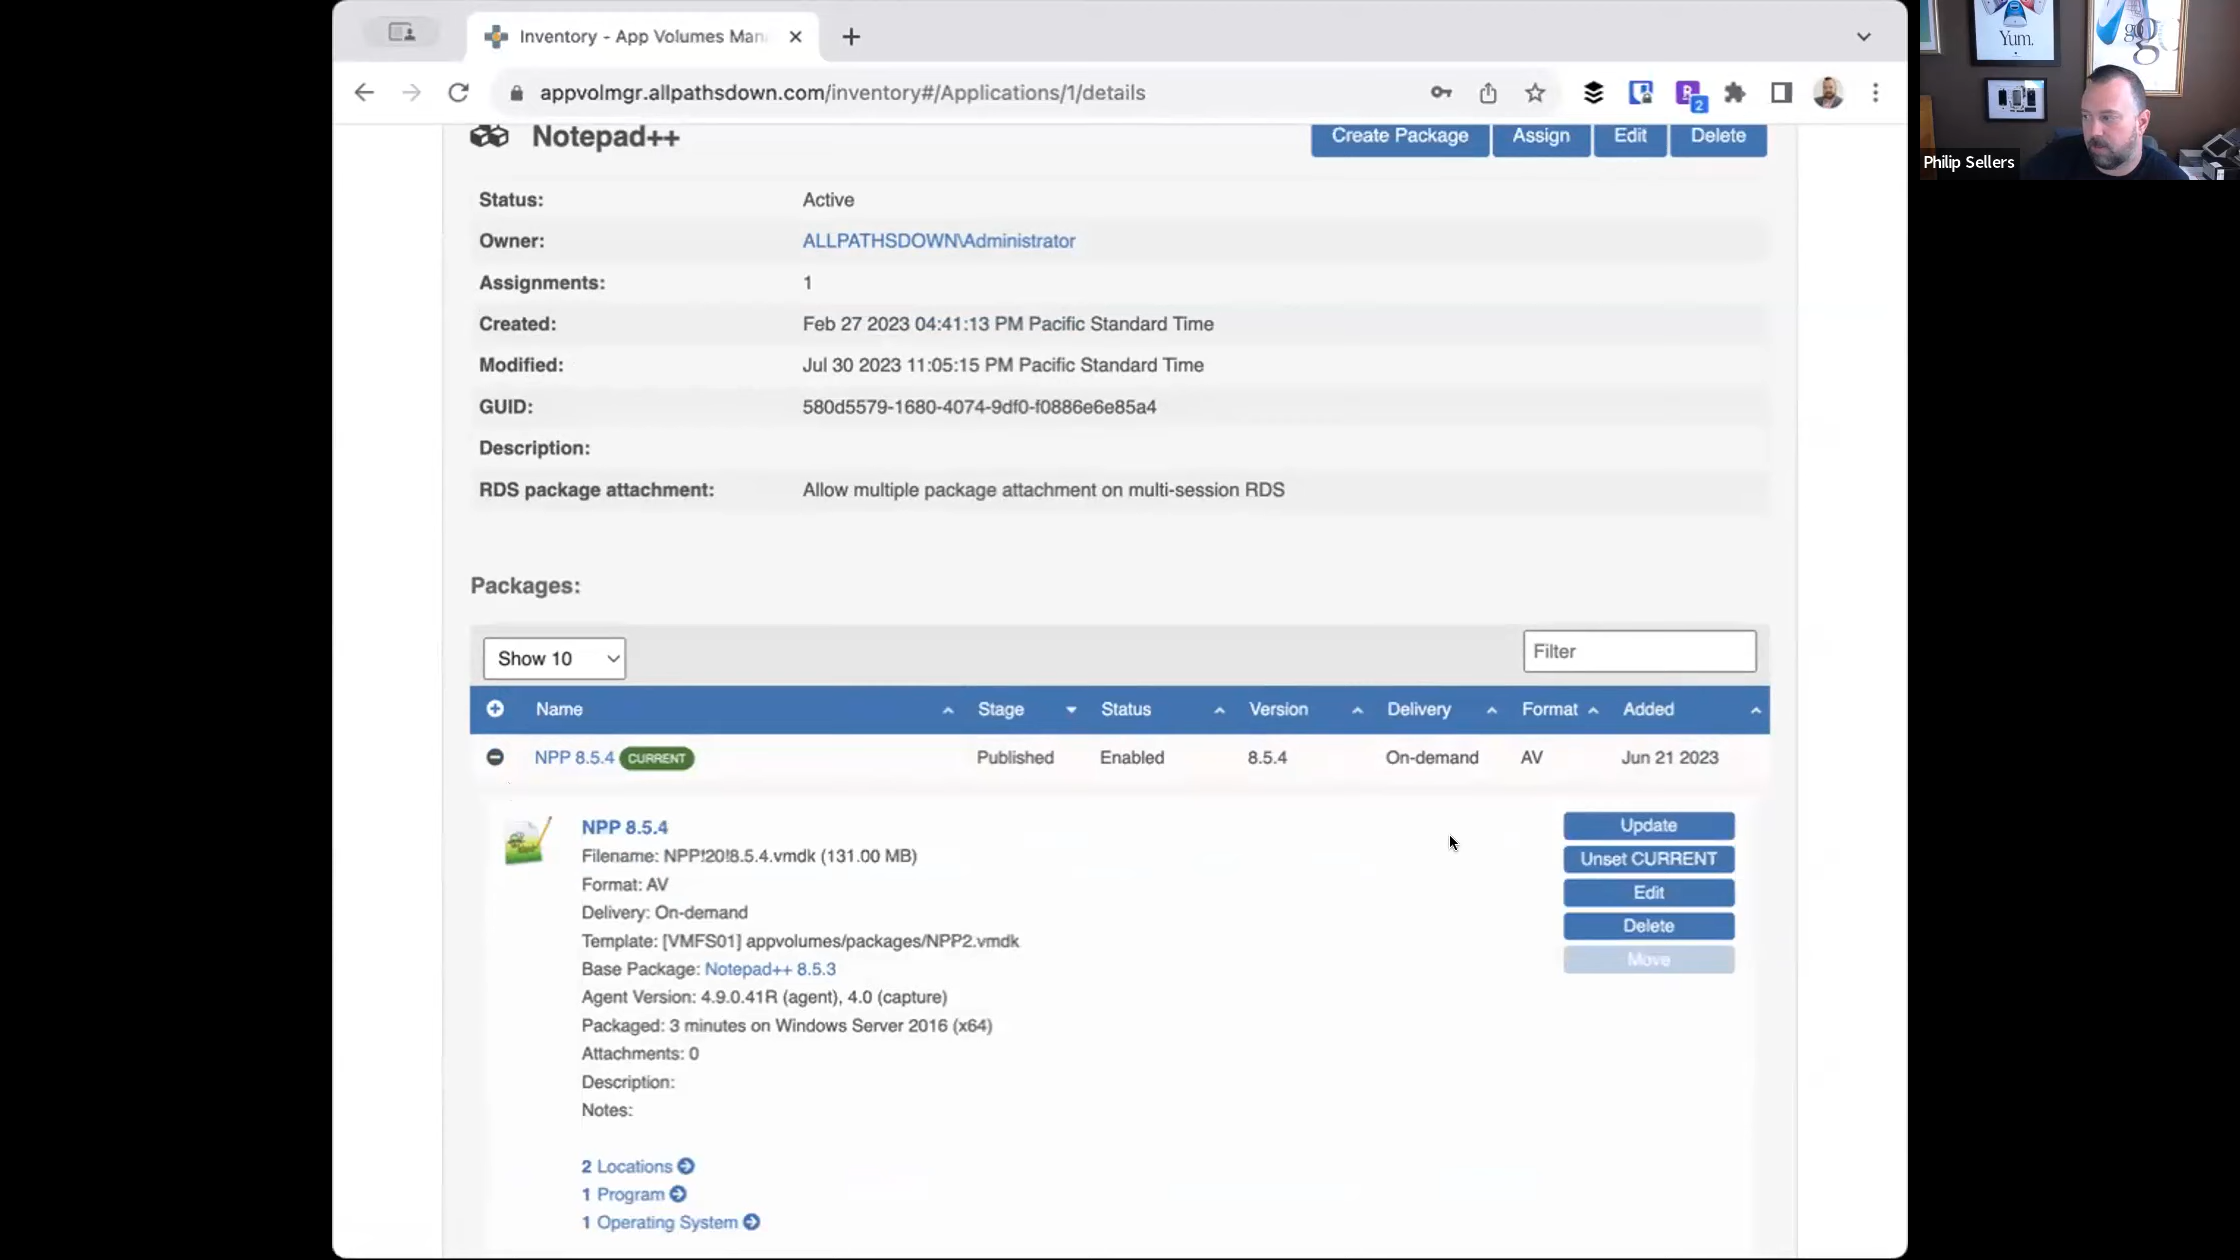 Inventory - App Volumes Man
appvolmgr.allpathsdown.com/inventory#/Applications/1/details
2
Yum.
go
Philip Sellers
Notepad++
Create Package
Assign
Edit
Delete
Status: Active
Owner: ALLPATHSDOWN\Administrator
Assignments: 1
Created: Feb 27 2023 04:41:13 PM Pacific Standard Time
Modified: Jul 30 2023 11:05:15 PM Pacific Standard Time
GUID: 580d5579-1680-4074-9df0-f0886e6e85a4
Description:
RDS package attachment: Allow multiple package attachment on multi-session RDS
Packages:
Show 10
Filter
Name Stage Status Version Delivery Format Added
NPP 8.5.4 CURRENT Published Enabled 8.5.4 On-demand AV Jun 21 2023
NPP 8.5.4
Filename: NPP!20!8.5.4.vmdk (131.00 MB)
Format: AV
Delivery: On-demand
Template: [VMFS01] appvolumes/packages/NPP2.vmdk
Base Package: Notepad++ 8.5.3
Agent Version: 4.9.0.41R (agent), 4.0 (capture)
Packaged: 3 minutes on Windows Server 2016 (x64)
Attachments: 0
Description:
Notes:
2 Locations
1 Program
1 Operating System
Update
Unset CURRENT
Edit
Delete
Move